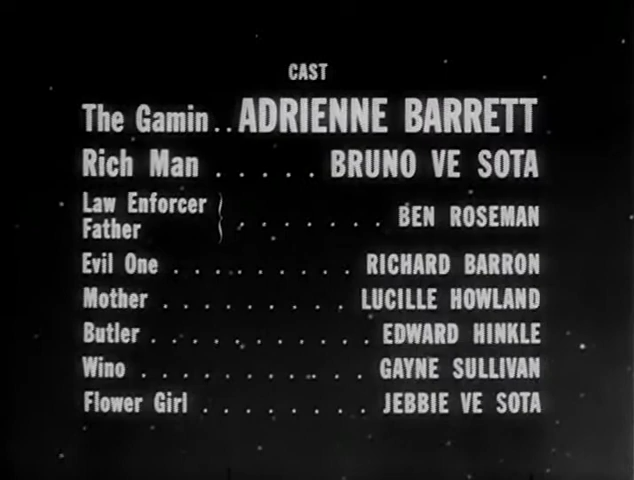 CAST
The Gamin.. ADRIENNE BARRETT
Rich Man ..... BRUNO VE SOTA
Law Enforcer
Father } ....... BEN ROSEMAN
Evil One ......... RICHARD BARRON
Mother ......... LUCILLE HOWLAND
Butler ........... EDWARD HINKLE
Wino ........... GAYNE SULLIVAN
Flower Girl ........ JEBBIE VE SOTA